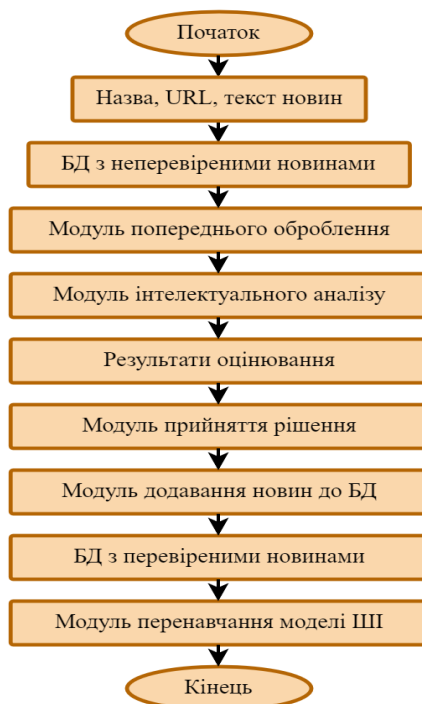 Початок
Назва, URL, текст новин
БД з неперевіреними новинами
Модуль попереднього оброблення
Модуль інтелектуального аналізу
Результати оцінювання
Модуль прийняття рішення
Модуль додавання новин до БД
БД з перевіреними новинами
Модуль перенавчання моделі ШІ
Кінець